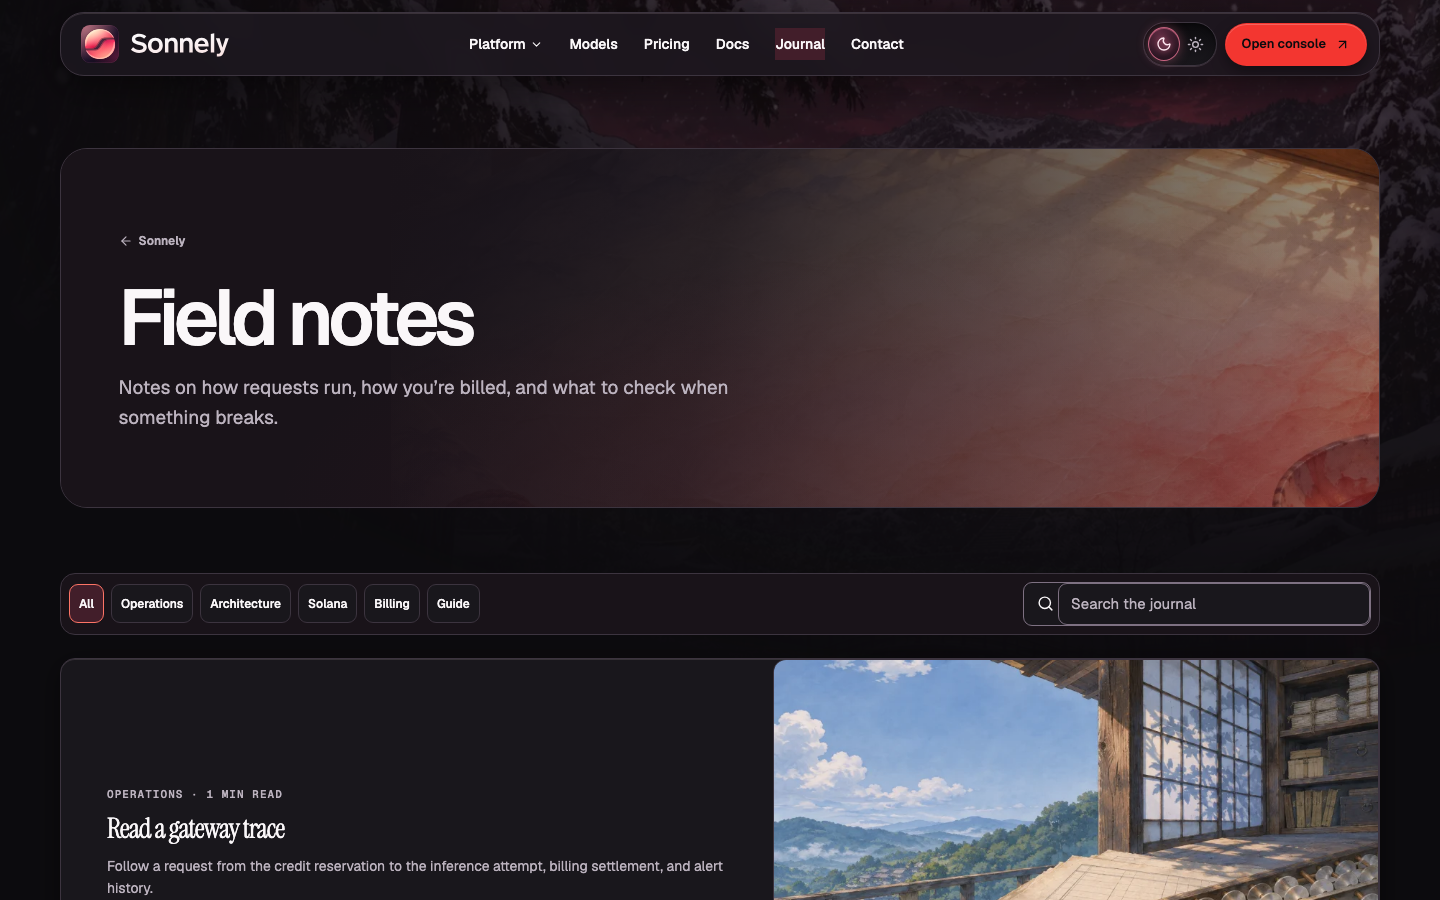 Sonnely
Platform
Models
Pricing
Docs
Journal
Contact
Open console
Sonnely
Field notes
Notes on how requests run, how you’re billed, and what to check when
something breaks.
All
Operations
Architecture
Solana
Billing
Guide
Search the journal
OPERATIONS · 1 MIN READ
Read a gateway trace
Follow a request from the credit reservation to the inference attempt, billing settlement, and alert
history.